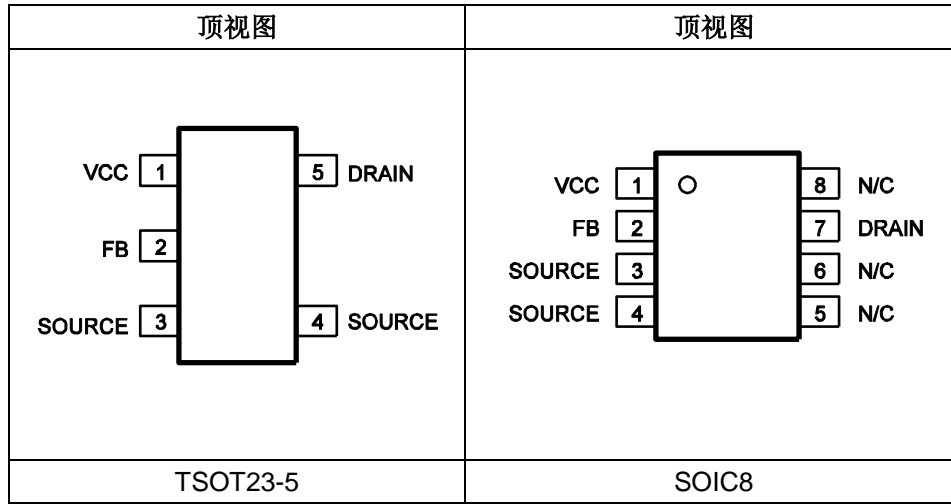 顶视图
顶视图
VCC 1
5 DRAIN
FB 2
SOURCE 3
4 SOURCE
VCC 1
8 N/C
FB 2
7 DRAIN
SOURCE 3
6 N/C
SOURCE 4
5 N/C
TSOT23-5
SOIC8